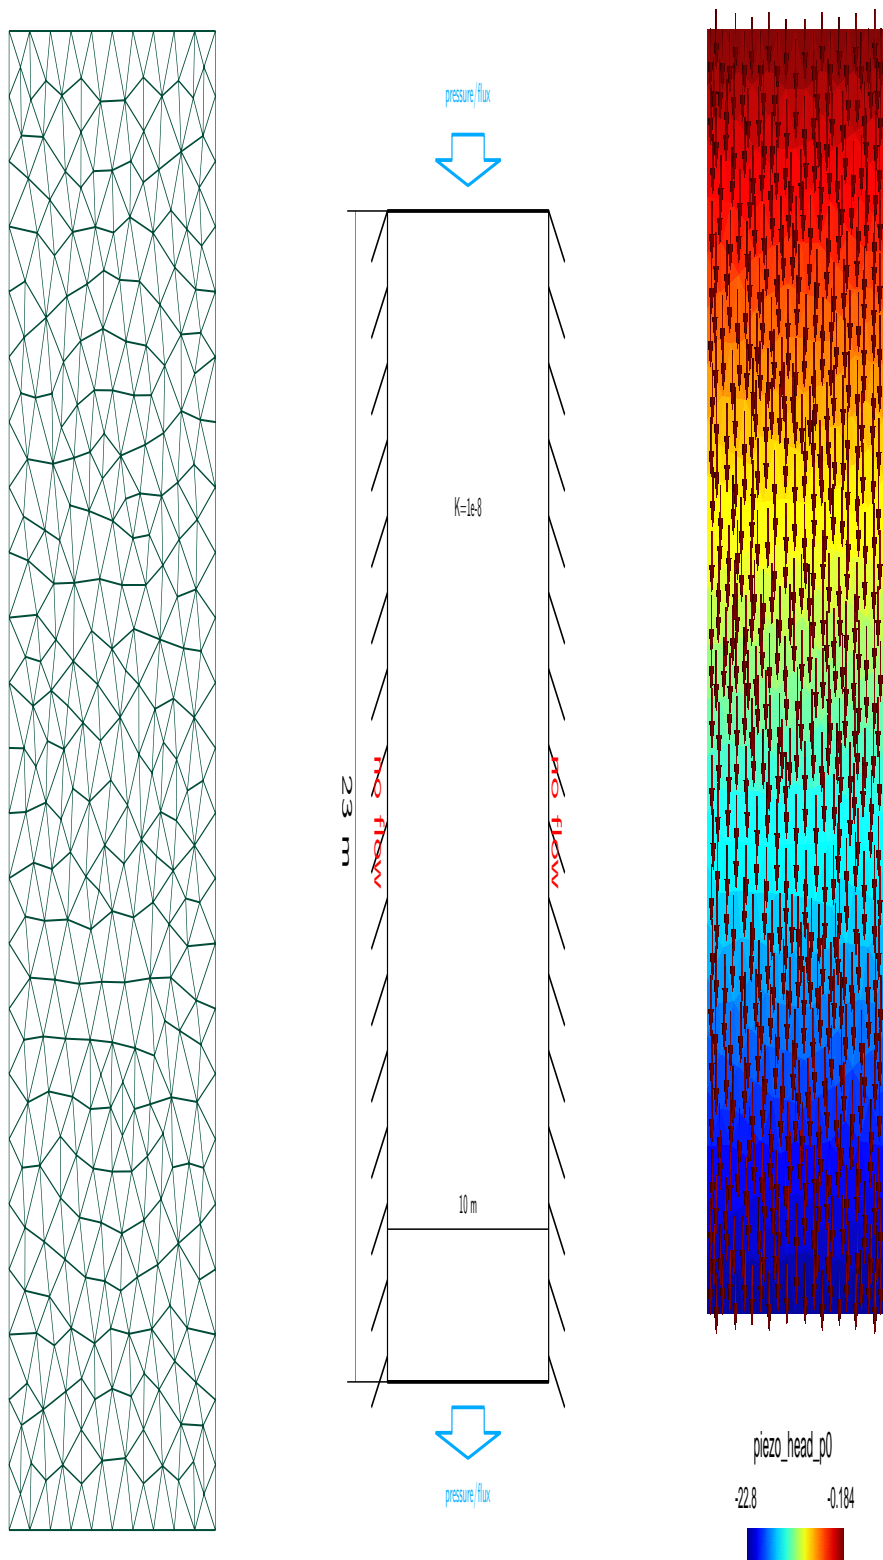 pressure/flux
K=1e-8
23 m
no flow
no flow
10 m
pressure/flux
piezo_head_p0
-22.8
-0.184